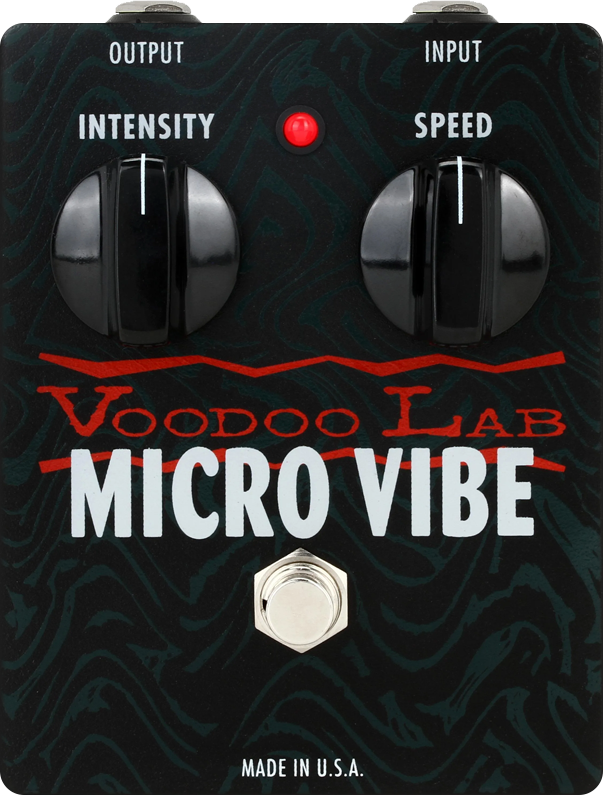 OUTPUT INPUT
INTENSITY SPEED
VOODOO LAB
MICRO VIBE
MADE IN U.S.A.